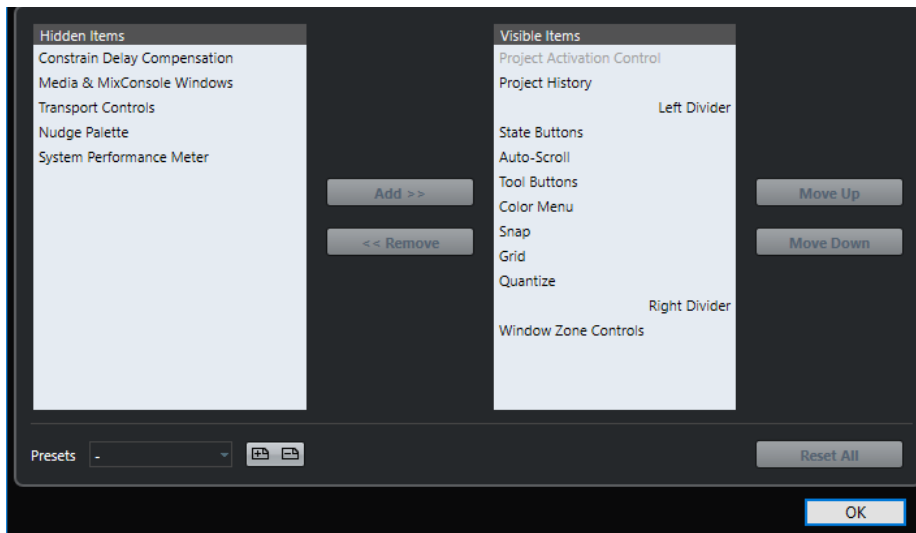 Hidden Items
Constrain Delay Compensation
Media & MixConsole Windows
Transport Controls
Nudge Palette
System Performance Meter
Add >>
<< Remove
Visible Items
Project Activation Control
Project History
Left Divider
State Buttons
Auto-Scroll
Tool Buttons
Color Menu
Snap
Grid
Quantize
Right Divider
Window Zone Controls
Move Up
Move Down
Presets -
Reset All
OK